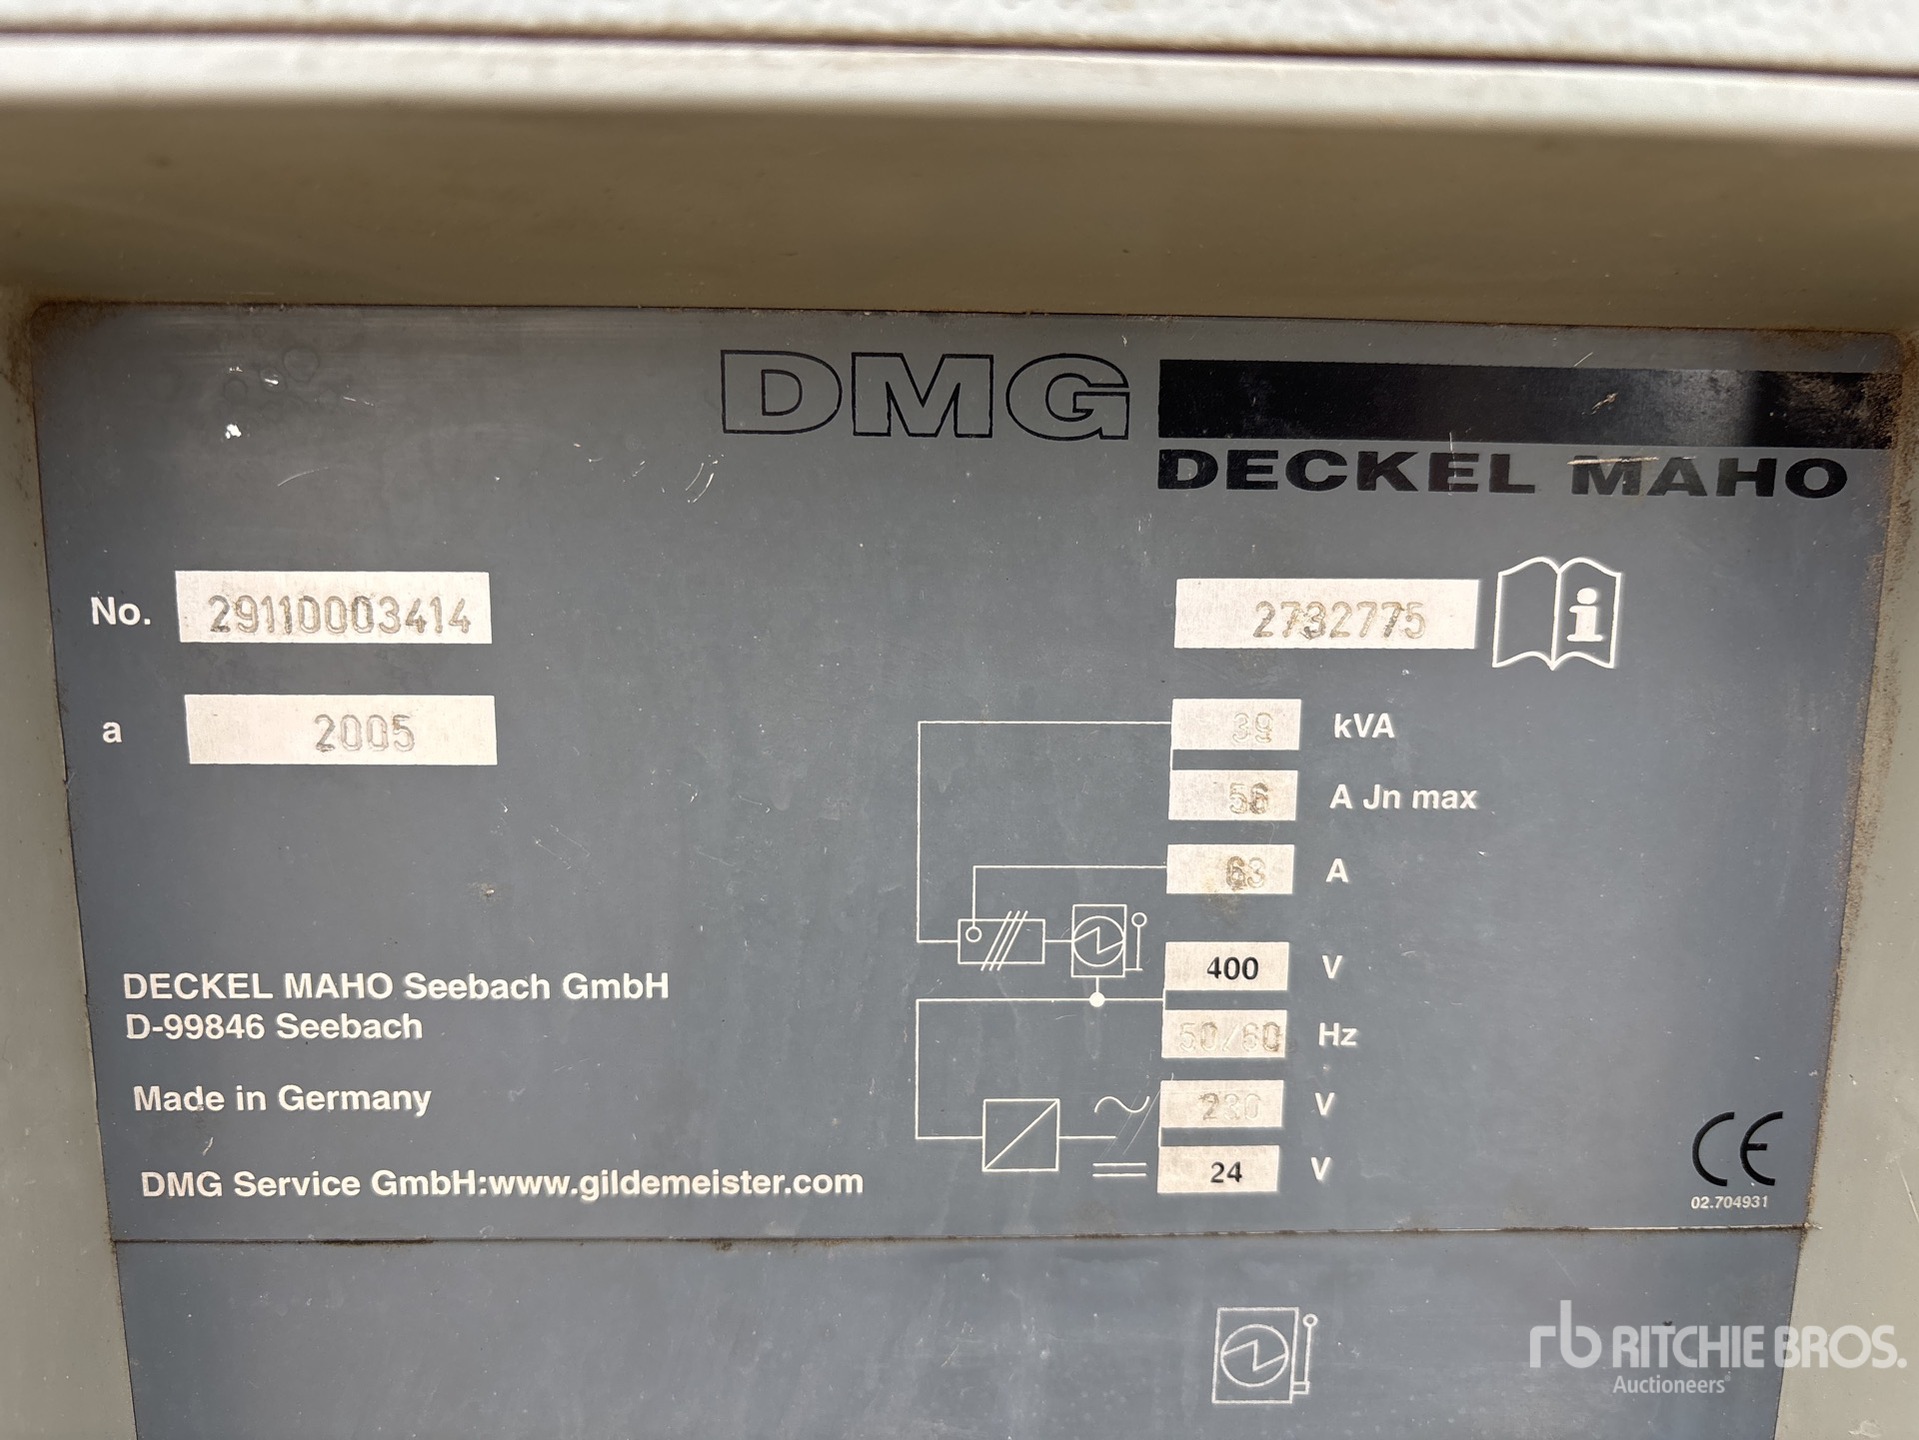 DMG
DECKEL MAHO
No. 29110003414
2732775 i
a 2005
39 kVA
56 A Jn max
63 A
400 V
50/60 Hz
230 V
24 V
DECKEL MAHO Seebach GmbH
D-99846 Seebach
Made in Germany
DMG Service GmbH:www.gildemeister.com
CE
02.704931
rb RITCHIE BROS.
Auctioneers